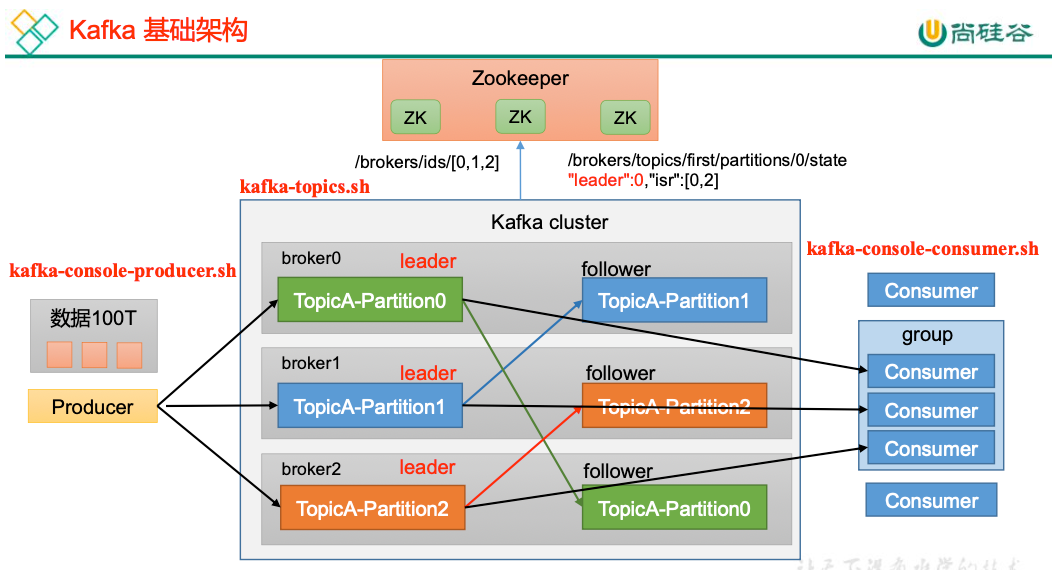 Kafka 基础架构
尚硅谷
Zookeeper
ZK
ZK
ZK
/brokers/ids/[0,1,2]
/brokers/topics/first/partitions/0/state
"leader":0,"isr":[0,2]
kafka-topics.sh
Kafka cluster
kafka-console-producer.sh
kafka-console-consumer.sh
broker0
leader
follower
TopicA-Partition0
TopicA-Partition1
数据100T
Producer
broker1
leader
follower
TopicA-Partition1
TopicA-Partition2
broker2
leader
follower
TopicA-Partition2
TopicA-Partition0
Consumer
group
Consumer
Consumer
Consumer
Consumer